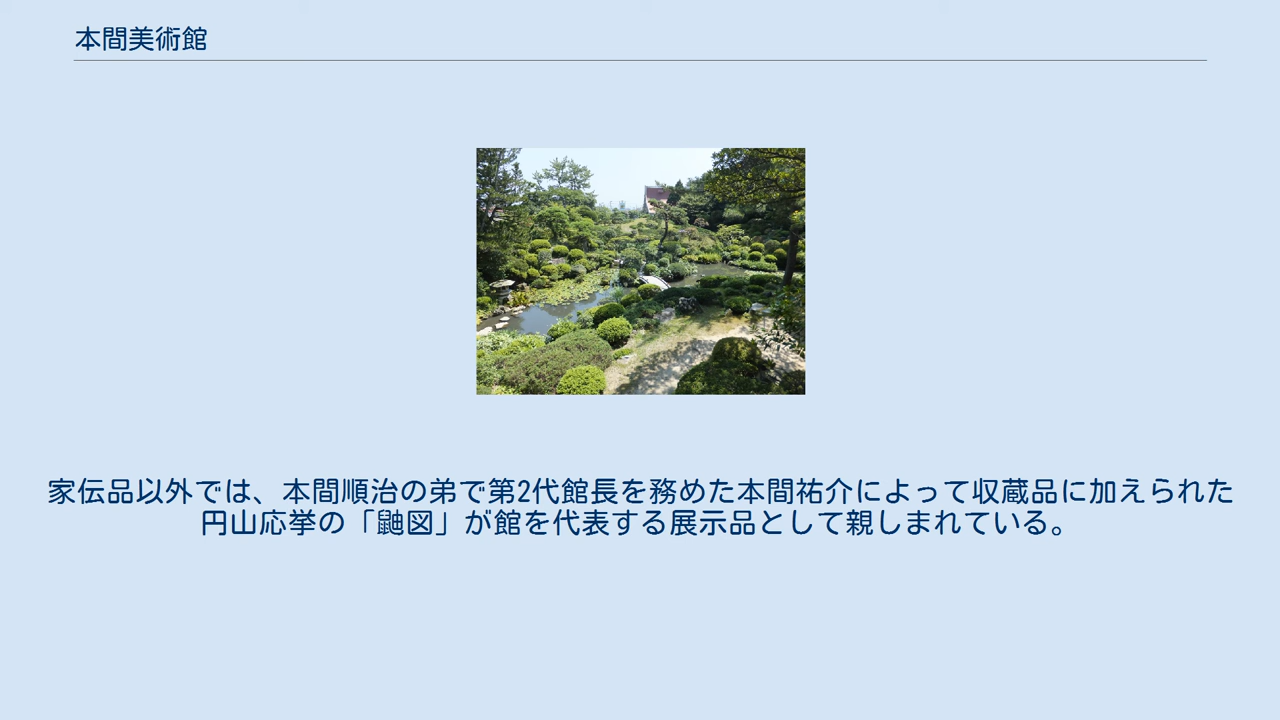 本間美術館
家伝品以外では、本間順治の弟で第2代館長を務めた本間祐介によって収蔵品に加えられた
円山応挙の「鼬図」が館を代表する展示品として親しまれている。